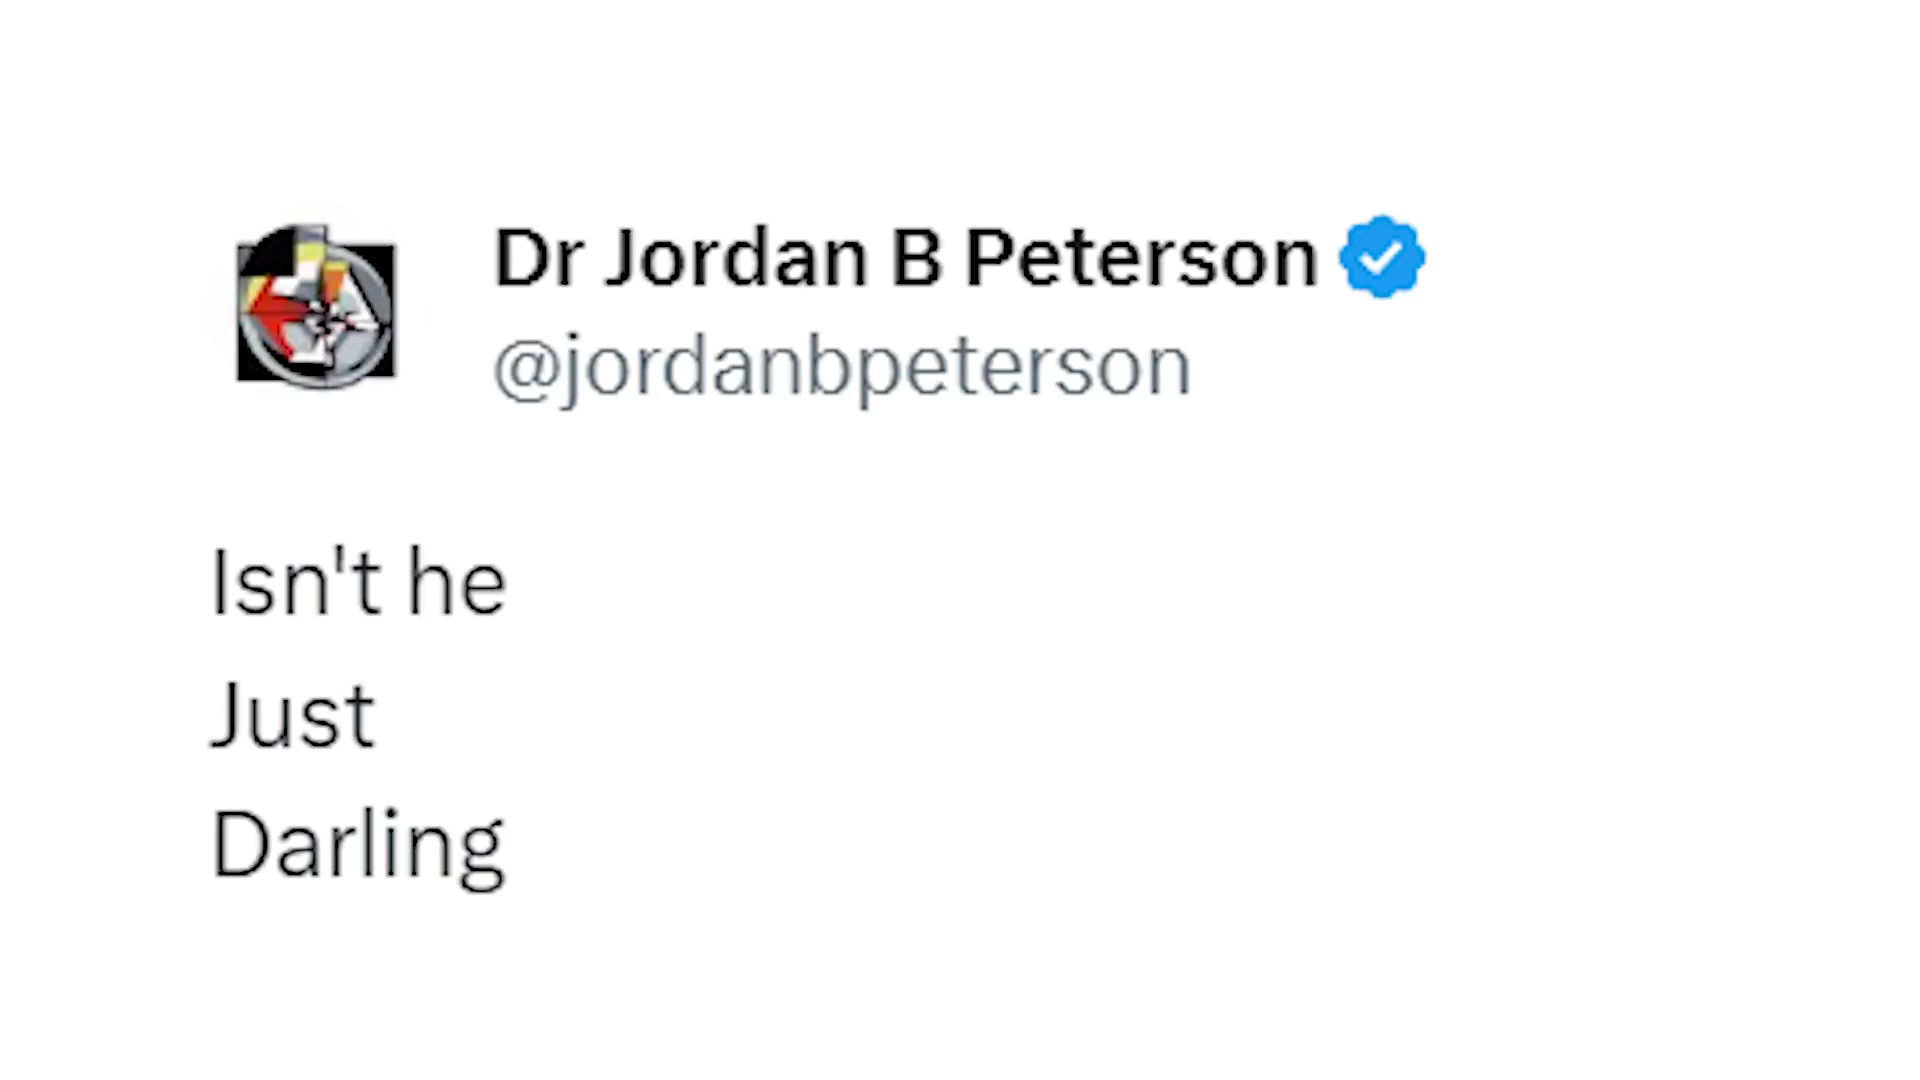 Dr Jordan B Peterson
@jordanbpeterson
Isn't he
Just
Darling